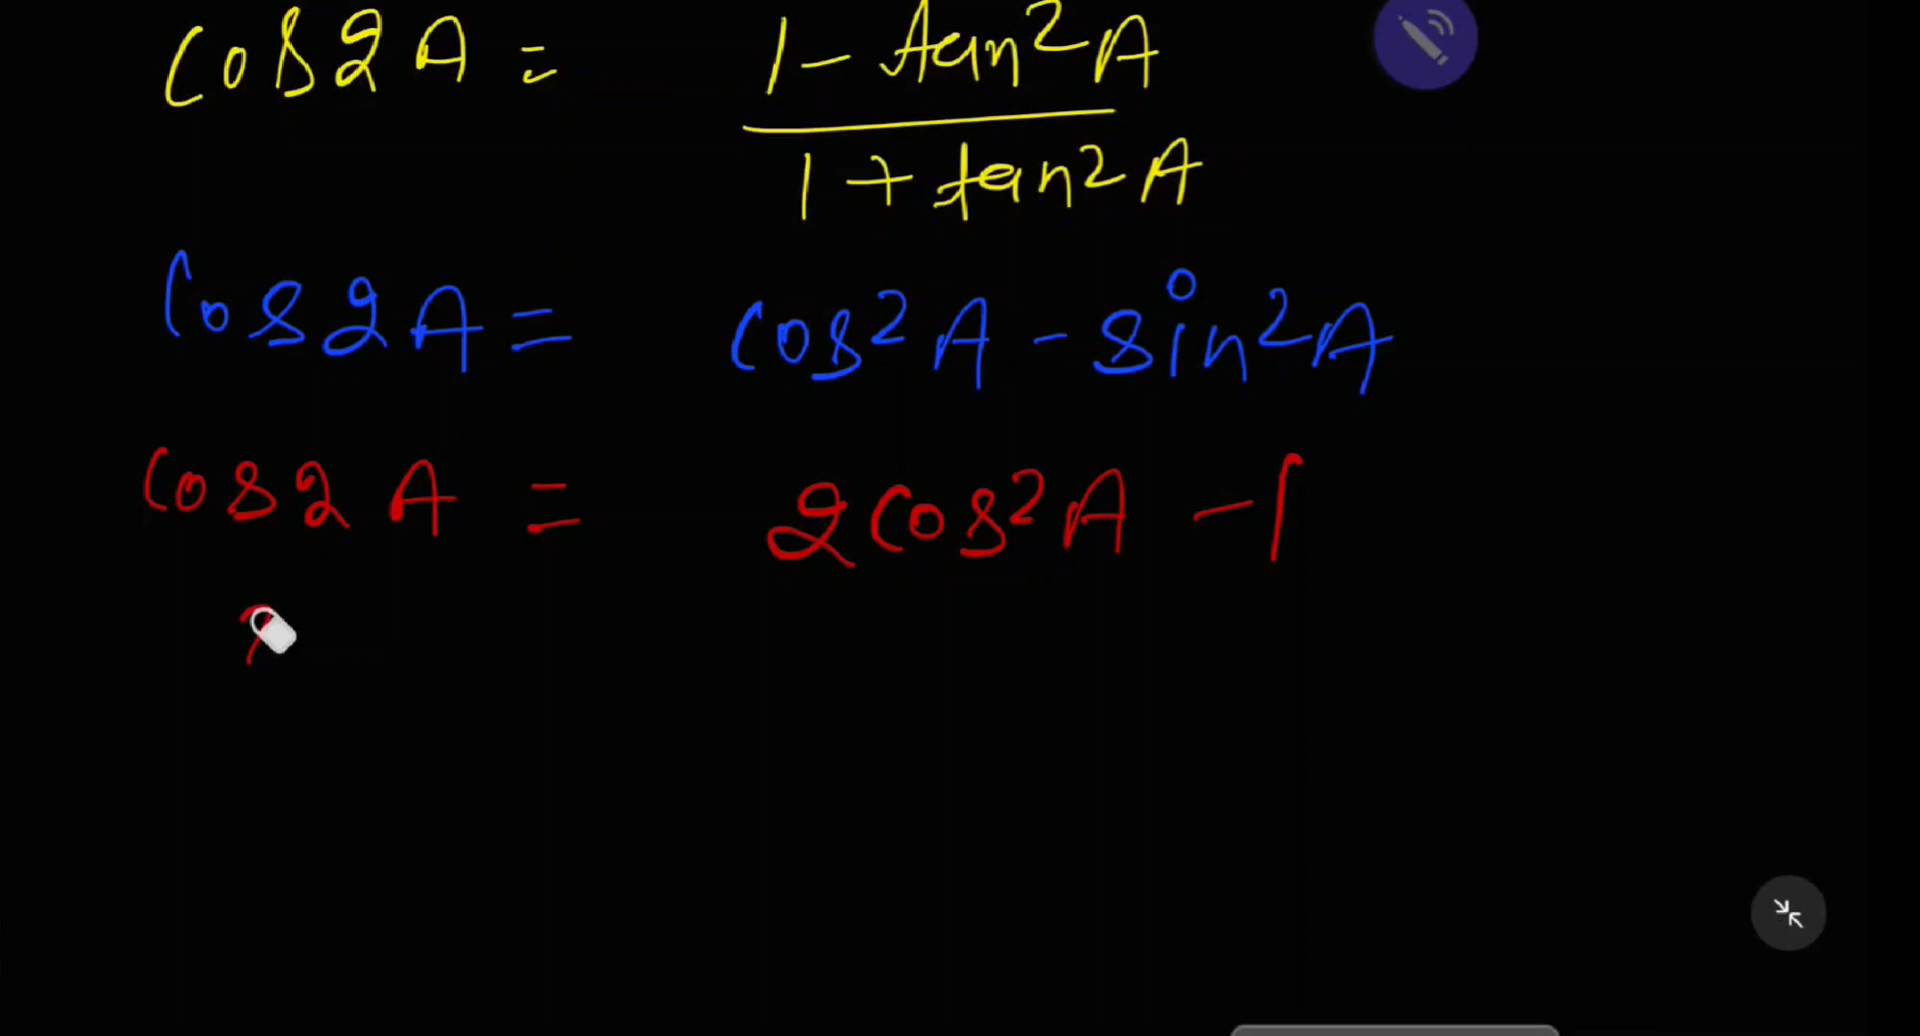 Cos2A = 1 - tan²A / 1 + tan²A
Cos2A = Cos²A - sin²A
Cos2A = 2Cos²A - 1